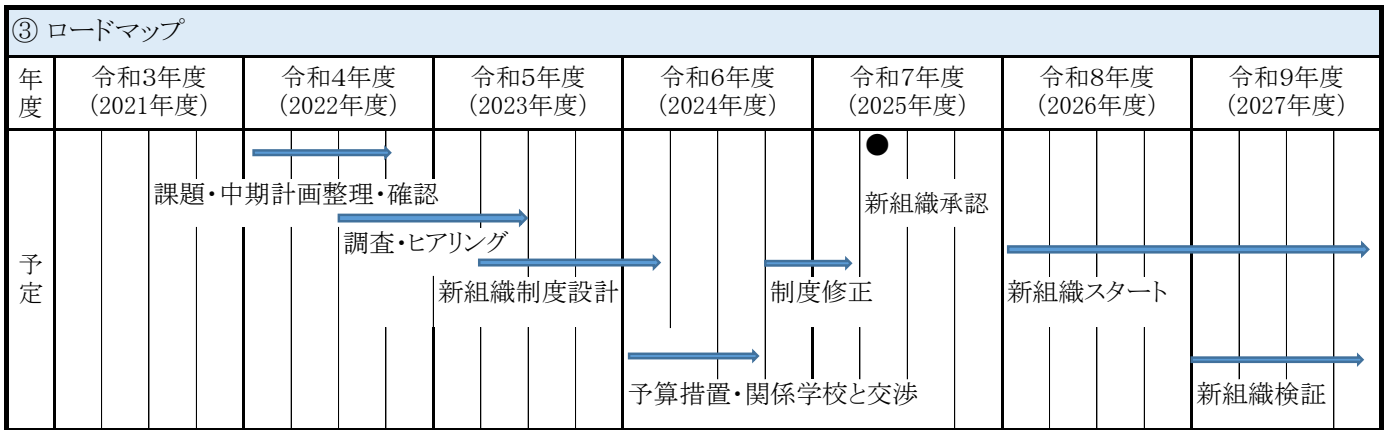 ③ ロードマップ
年度
令和3年度
(2021年度)
令和4年度
(2022年度)
令和5年度
(2023年度)
令和6年度
(2024年度)
令和7年度
(2025年度)
令和8年度
(2026年度)
令和9年度
(2027年度)
予定
課題・中期計画整理・確認
調査・ヒアリング
新組織制度設計
予算措置・関係学校と交渉
制度修正
新組織承認
新組織スタート
新組織検証